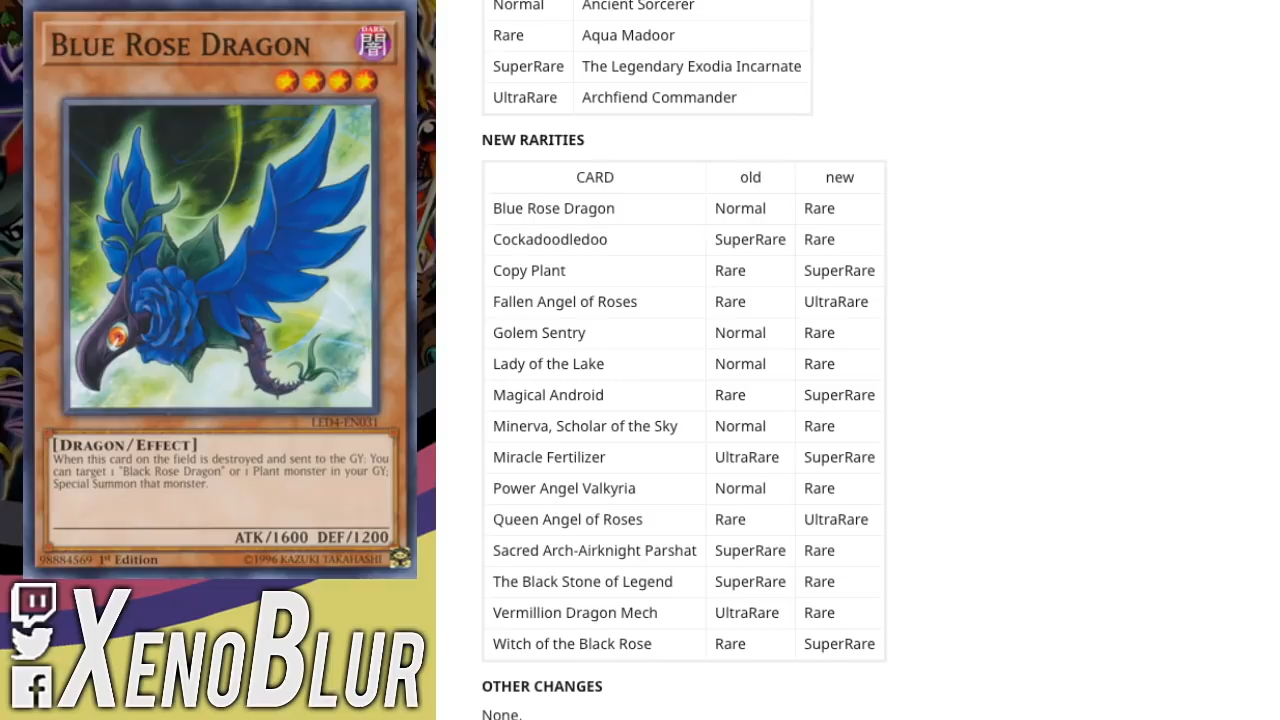 BLUE ROSE DRAGON
DARK
闇
LED4-EN031
[DRAGON/EFFECT]
When this card on the field is destroyed and sent to the GY: You
can target 1 "Black Rose Dragon" or 1 Plant monster in your GY;
Special Summon that monster.
ATK/1600 DEF/1200
98884569 1st Edition ©1996 KAZUKI TAKAHASHI
XENOBLUR
Normal Ancient Sorcerer
Rare Aqua Madoor
SuperRare The Legendary Exodia Incarnate
UltraRare Archfiend Commander
NEW RARITIES
CARD old new
Blue Rose Dragon Normal Rare
Cockadoodledoo SuperRare Rare
Copy Plant Rare SuperRare
Fallen Angel of Roses Rare UltraRare
Golem Sentry Normal Rare
Lady of the Lake Normal Rare
Magical Android Rare SuperRare
Minerva, Scholar of the Sky Normal Rare
Miracle Fertilizer UltraRare SuperRare
Power Angel Valkyria Normal Rare
Queen Angel of Roses Rare UltraRare
Sacred Arch-Airknight Parshat SuperRare Rare
The Black Stone of Legend SuperRare Rare
Vermillion Dragon Mech UltraRare Rare
Witch of the Black Rose Rare SuperRare
OTHER CHANGES
None.